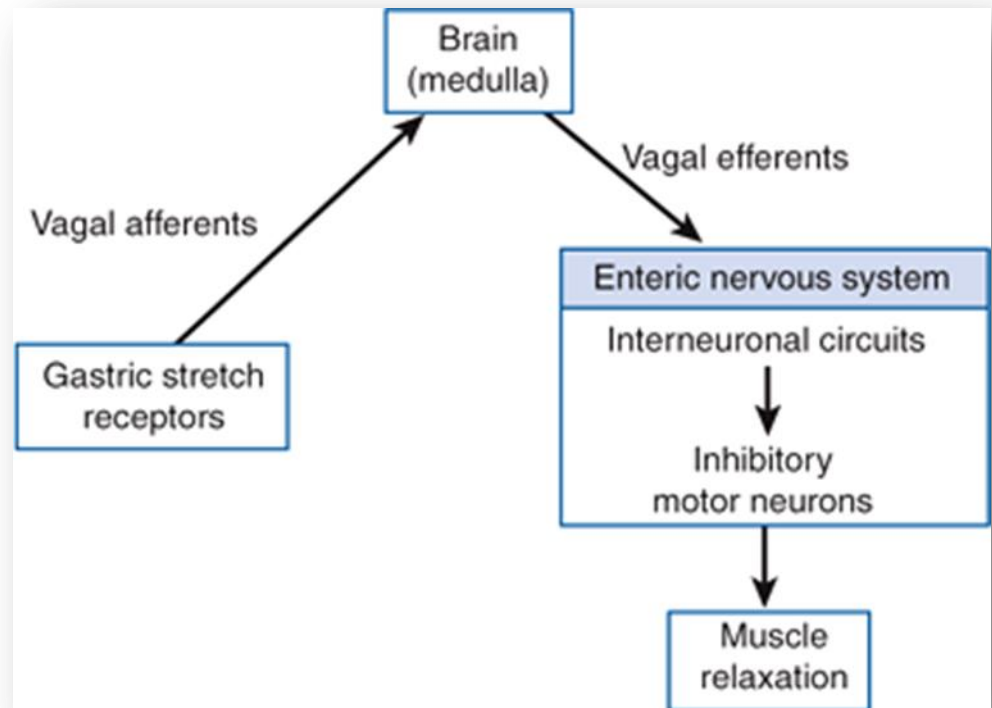 Brain
(medulla)
Vagal efferents
Vagal afferents
Enteric nervous system
Interneuronal circuits
Gastric stretch
receptors
Inhibitory
motor neurons
Muscle
relaxation